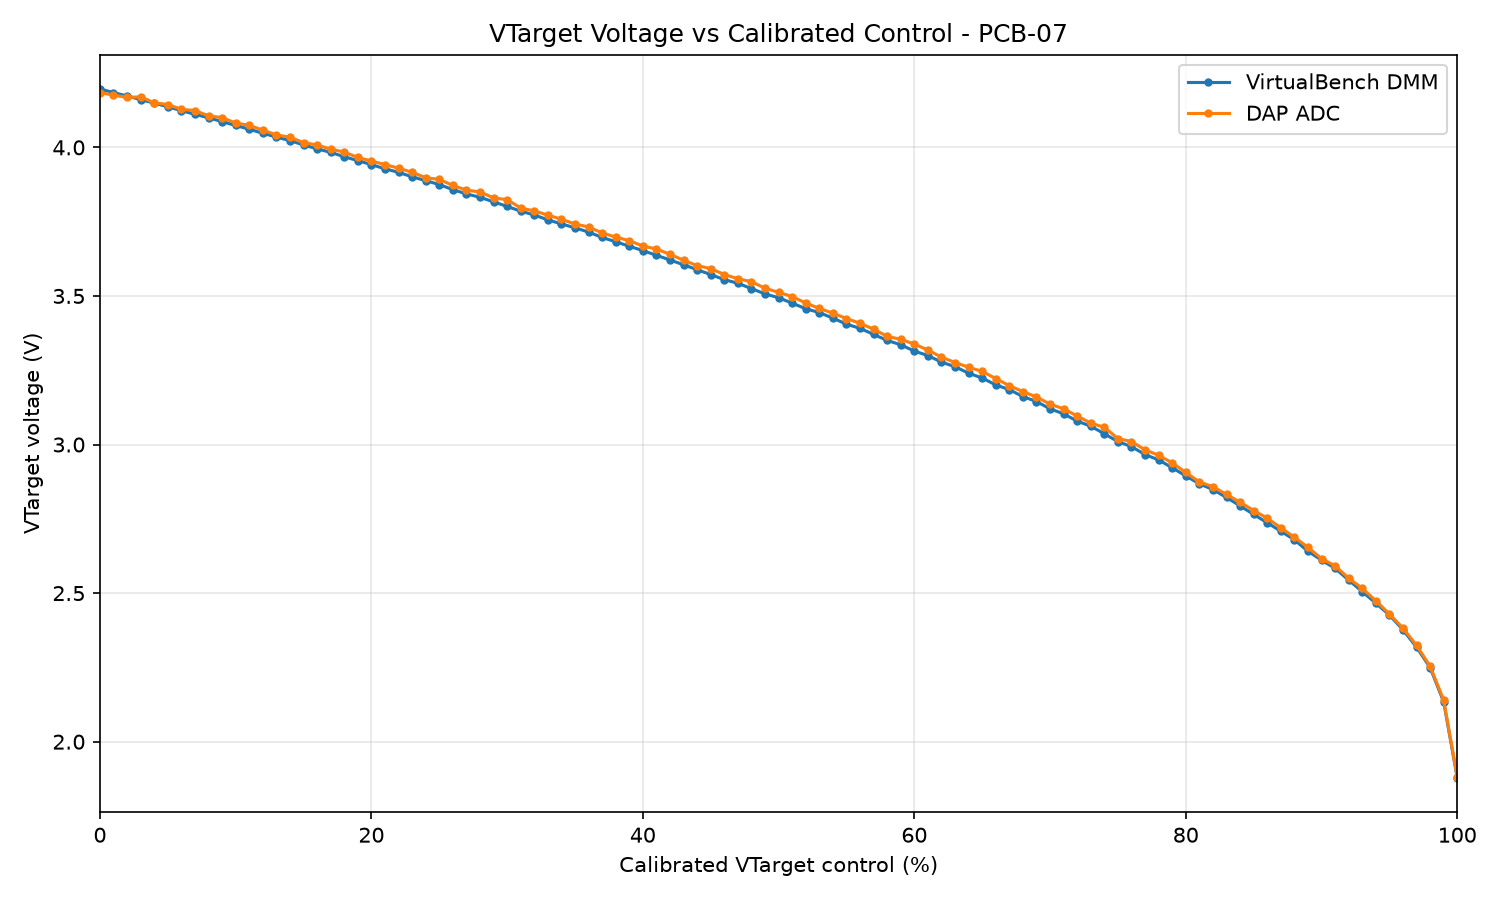 VTarget Voltage vs Calibrated Control - PCB-07
VirtualBench DMM
DAP ADC
VTarget voltage (V)
4.0
3.5
3.0
2.5
2.0
0 20 40 60 80 100
Calibrated VTarget control (%)